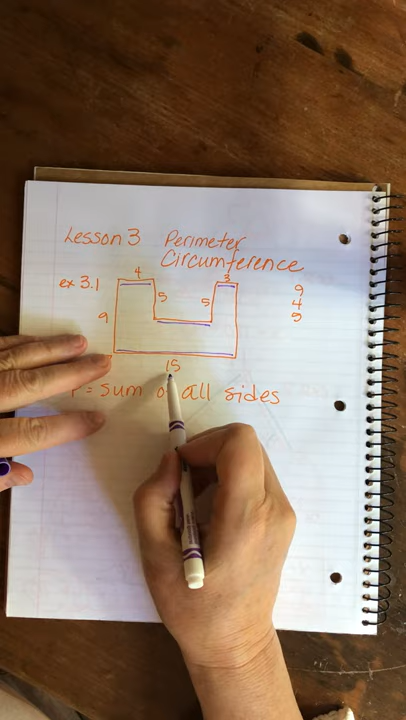 Lesson 3 Perimeter
Circumference
ex 3.1
4
3
9
5
5
15
9
4
5
= sum of all sides